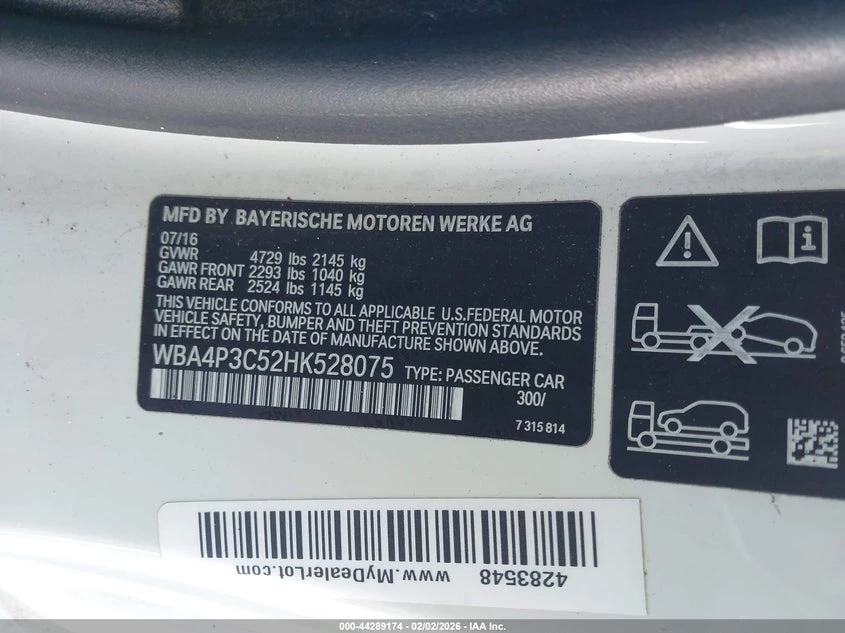 MFD BY BAYERISCHE MOTOREN WERKE AG
07/16
GVWR 4729 lbs 2145 kg
GAWR FRONT 2293 lbs 1040 kg
GAWR REAR 2524 lbs 1145 kg
THIS VEHICLE CONFORMS TO ALL APPLICABLE U.S.FEDERAL MOTOR
VEHICLE SAFETY, BUMPER AND THEFT PREVENTION STANDARDS
IN EFFECT ON THE DATE OF MANUFACTURE SHOWN ABOVE.
WBA4P3C52HK528075 TYPE: PASSENGER CAR
300/
7 315 814
42835548
www.MyDealerLot.com
000-44289174 | 02/02/2026 - IAA Inc.